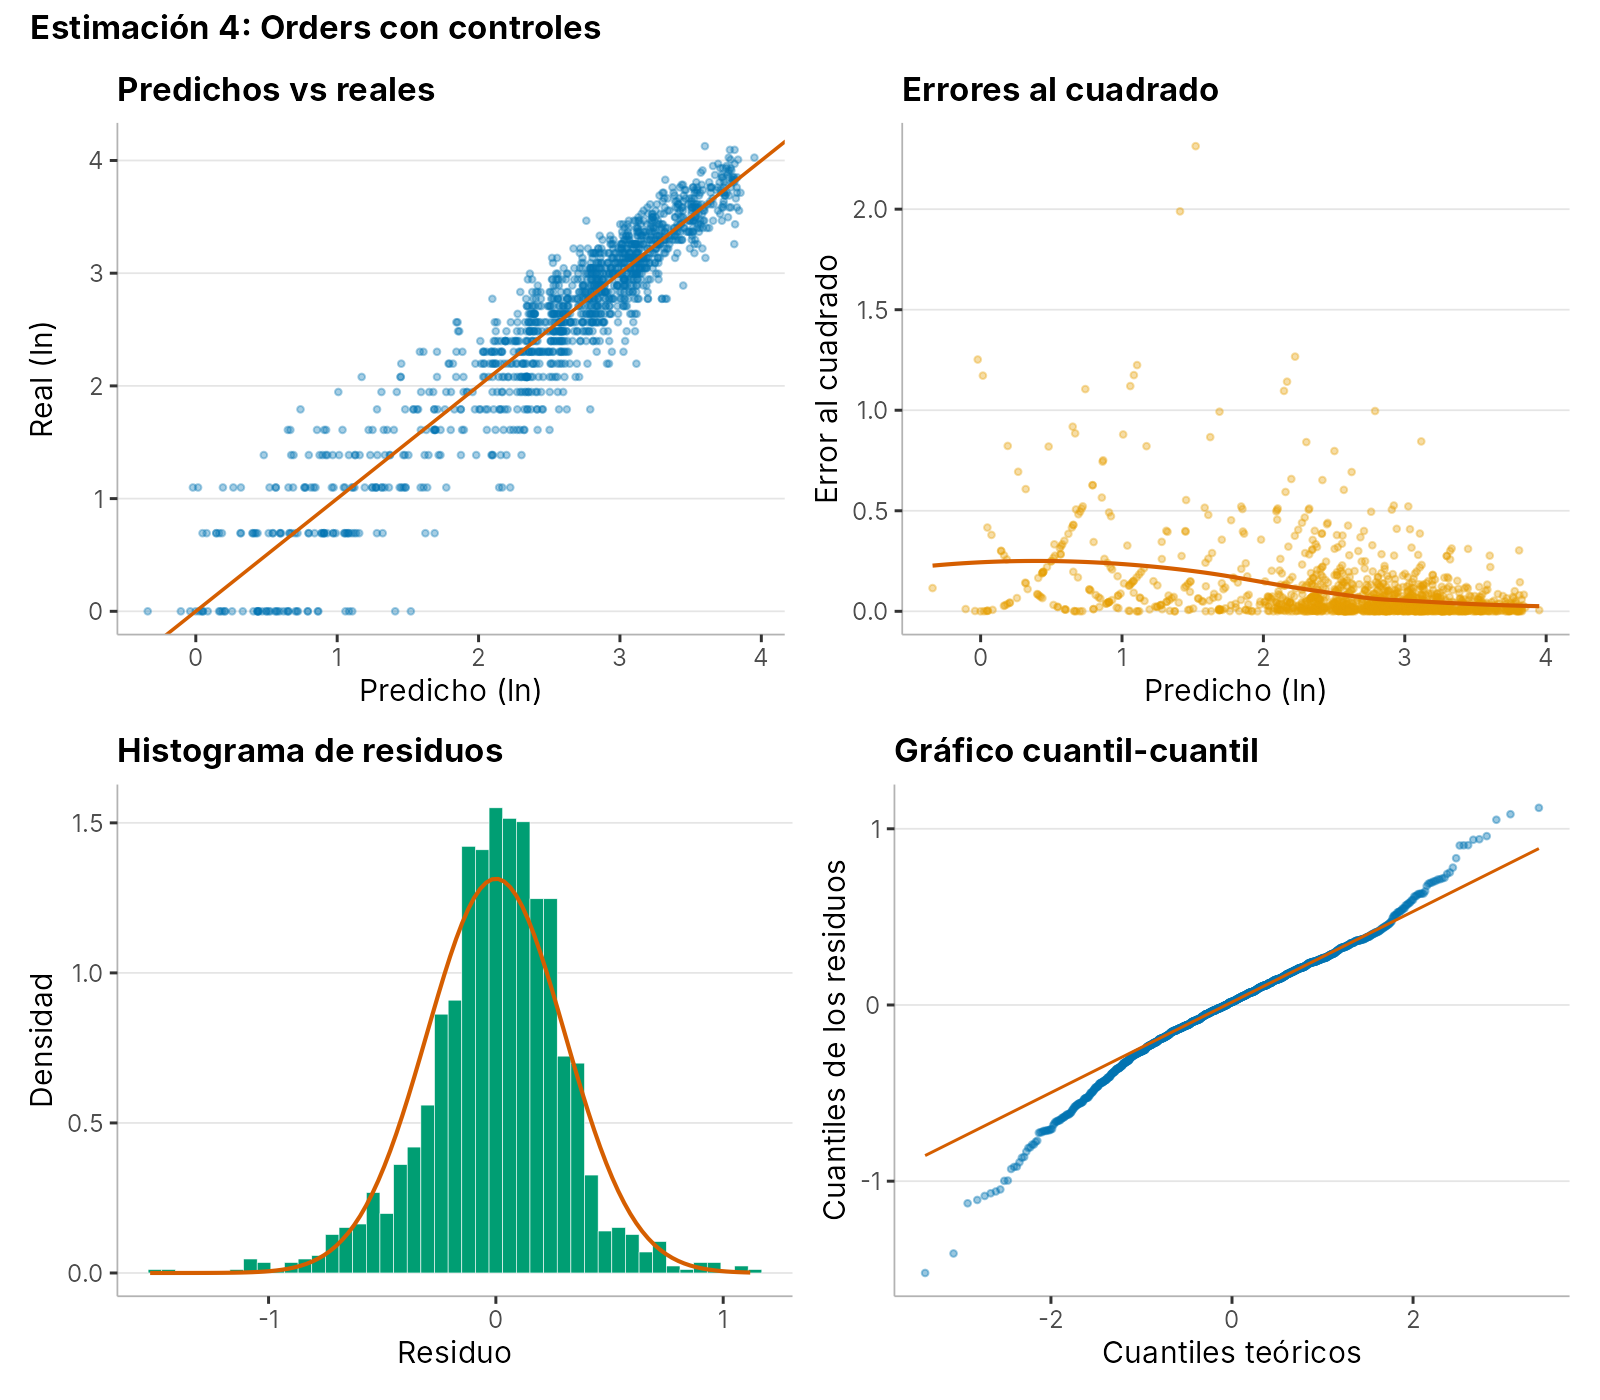 Estimación 4: Orders con controles
Predichos vs reales
4
3
2
1
0
Real (ln)
0 1 2 3 4
Predicho (ln)
Errores al cuadrado
2.0
1.5
1.0
0.5
0.0
Error al cuadrado
0 1 2 3 4
Predicho (ln)
Histograma de residuos
1.5
1.0
0.5
0.0
Densidad
-1 0 1
Residuo
Gráfico cuantil-cuantil
1
0
-1
Cuantiles de los residuos
-2 0 2
Cuantiles teóricos